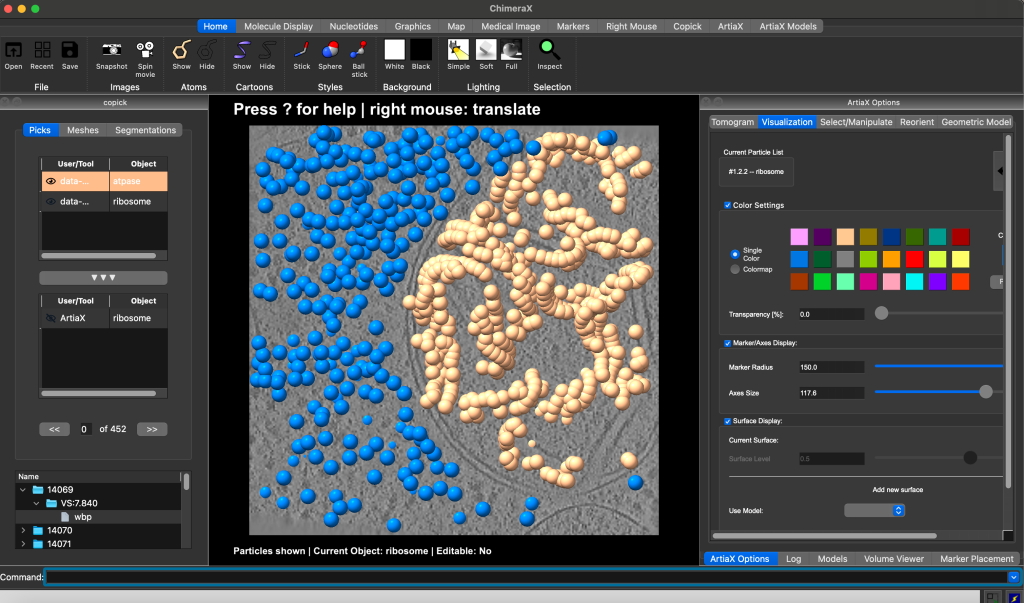 ChimeraX
Home Molecule Display Nucleotides Graphics Map Medical Image Markers Right Mouse Copick ArtiaX ArtiaX Models
Open Recent Save Snapshot Spin movie Show Hide Show Hide Stick Sphere Ball stick White Black Simple Soft Full Inspect
File Images Atoms Cartoons Styles Background Lighting Selection
copick
Picks Meshes Segmentations
User/Tool Object
data-... atpase
data-... ribosome
▼▼▼
User/Tool Object
ArtiaX ribosome
<< 0 of 452 >>
Name
14069
VS:7.840
wbp
14070
14071
Press ? for help | right mouse: translate
Particles shown | Current Object: ribosome | Editable: No
ArtiaX Options
Tomogram Visualization Select/Manipulate Reorient Geometric Model
Current Particle List
#1.2.2 -- ribosome
Color Settings
Single Color
Colormap
Transparency [%]: 0.0
Marker/Axes Display:
Marker Radius 150.0
Axes Size 117.6
Surface Display:
Current Surface:
Surface Level 0.5
Add new surface
Use Model:
ArtiaX Options Log Models Volume Viewer Marker Placement
Command: